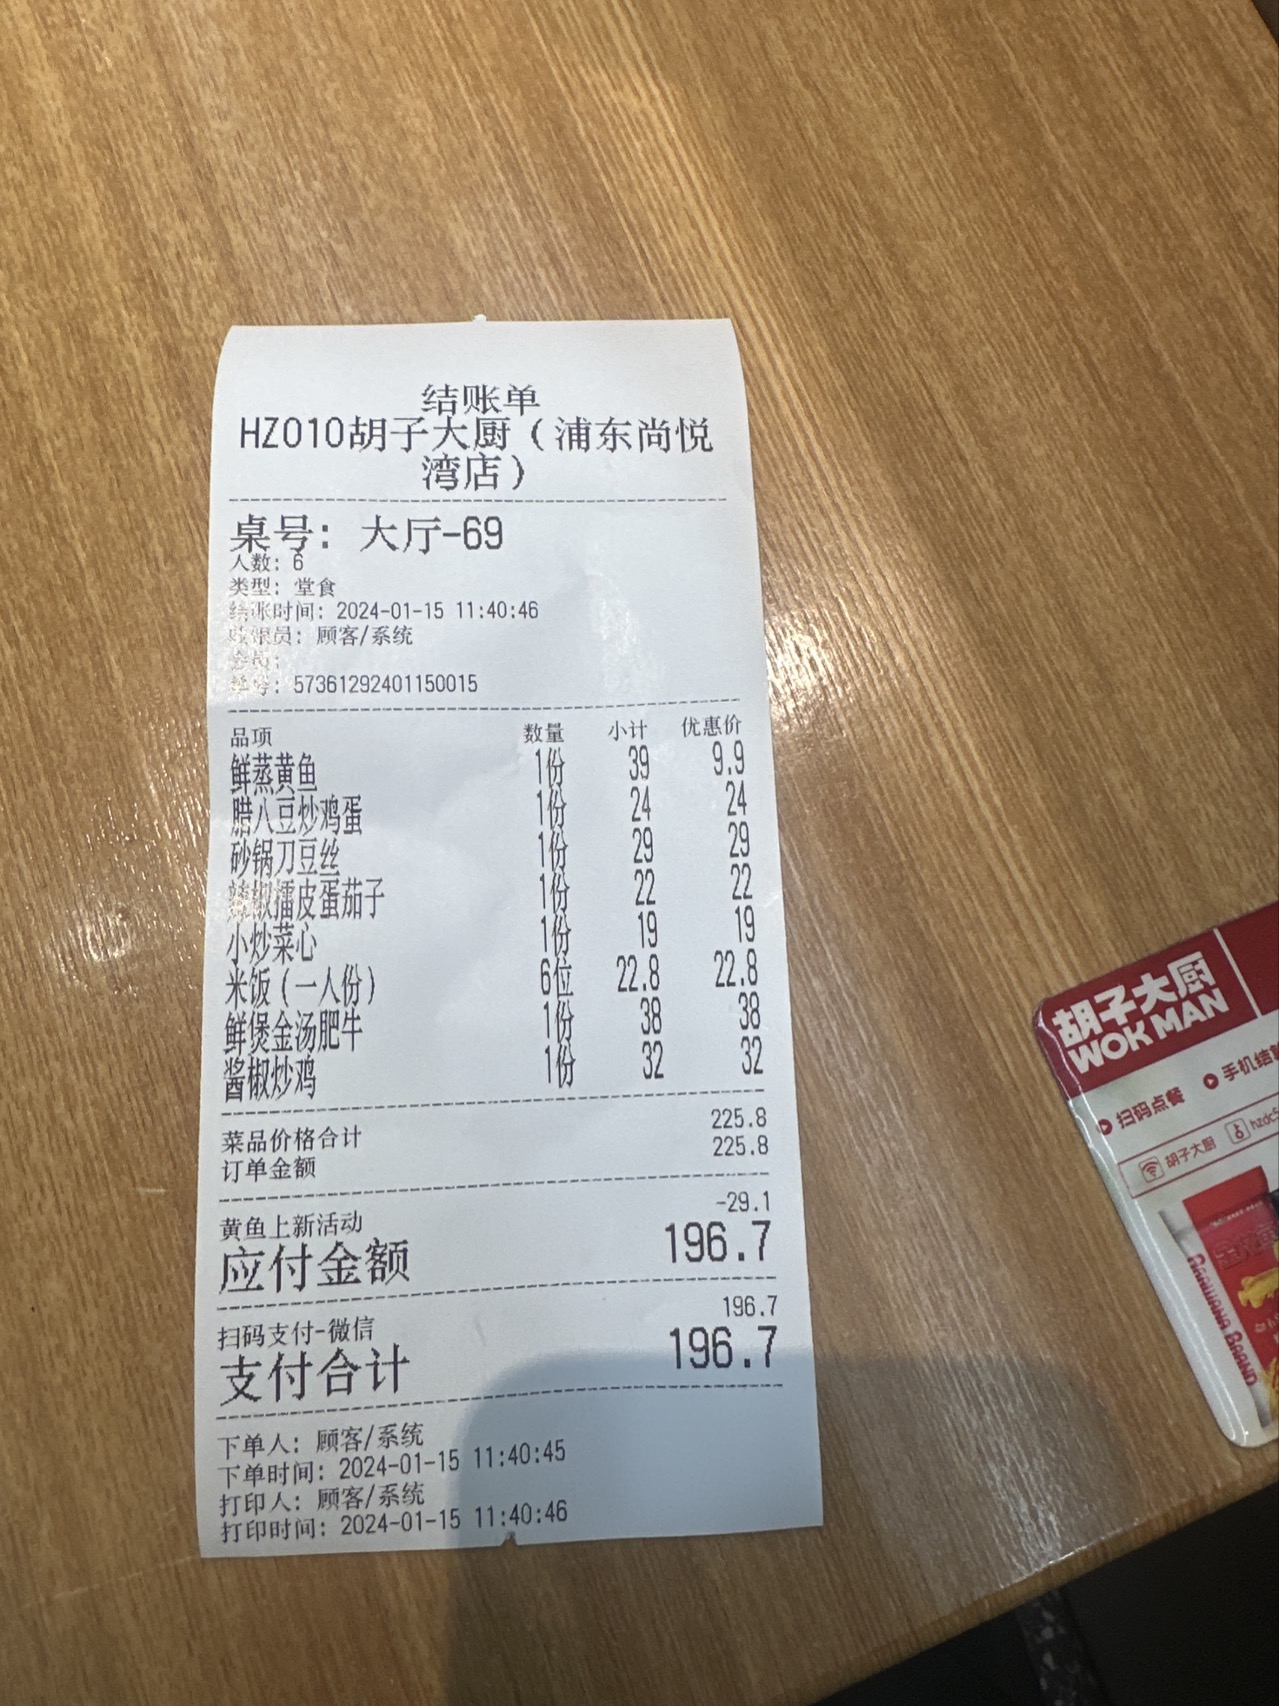 结账单
HZ010胡子大厨（浦东尚悦
湾店）
桌号: 大厅-69
人数: 6
类型: 堂食
结账时间: 2024-01-15 11:40:46
收银员: 顾客/系统
会员:
单号: 57361292401150015
品项 数量 小计 优惠价
鲜蒸黄鱼 1份 39 9.9
腊八豆炒鸡蛋 1份 24 24
砂锅刀豆丝 1份 29 29
辣椒擂皮蛋茄子 1份 22 22
小炒菜心 1份 19 19
米饭（一人份） 6位 22.8 22.8
鲜煲金汤肥牛 1份 38 38
酱椒炒鸡 1份 32 32
菜品价格合计 225.8
订单金额 225.8
黄鱼上新活动 -29.1
应付金额 196.7
扫码支付-微信 196.7
支付合计 196.7
下单人: 顾客/系统
下单时间: 2024-01-15 11:40:45
打印人: 顾客/系统
打印时间: 2024-01-15 11:40:46
胡子大厨
WOK MAN
扫码点餐 手机结
胡子大厨 hzdc
BRAND